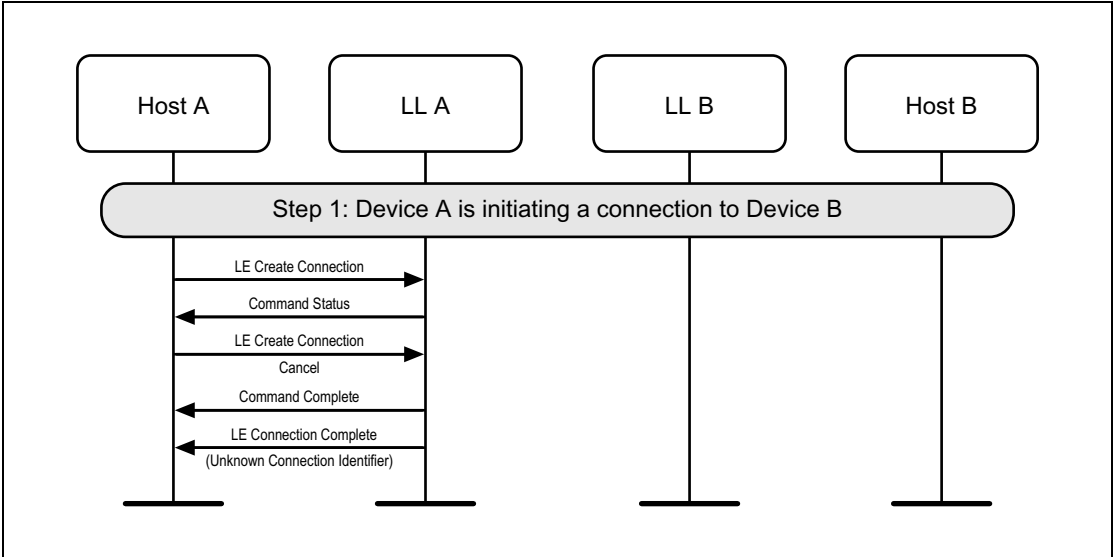 Host A
LL A
LL B
Host B
Step 1: Device A is initiating a connection to Device B
LE Create Connection
Command Status
LE Create Connection
Cancel
Command Complete
LE Connection Complete
(Unknown Connection Identifier)